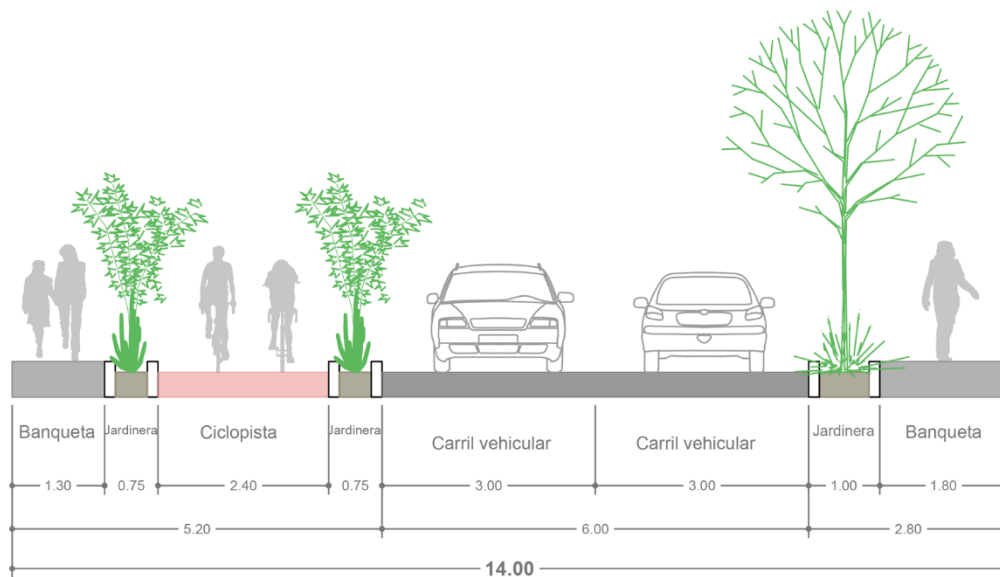 Banqueta
Jardinera
Ciclopista
Jardinera
Carril vehicular
Carril vehicular
Jardinera
Banqueta
1.30
0.75
2.40
0.75
3.00
3.00
1.00
1.80
5.20
6.00
2.80
14.00